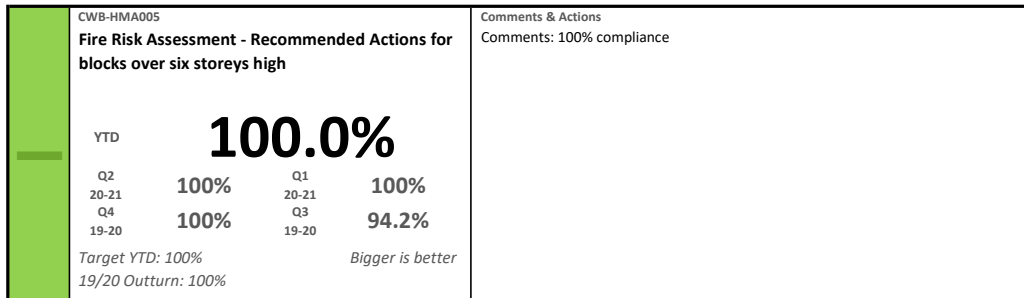 CWB-HMA005
Fire Risk Assessment - Recommended Actions for
blocks over six storeys high
YTD
100.0%
Q2
20-21
100%
Q1
20-21
100%
Q4
19-20
100%
Q3
19-20
94.2%
Target YTD: 100%
Bigger is better
19/20 Outturn: 100%
Comments & Actions
Comments: 100% compliance